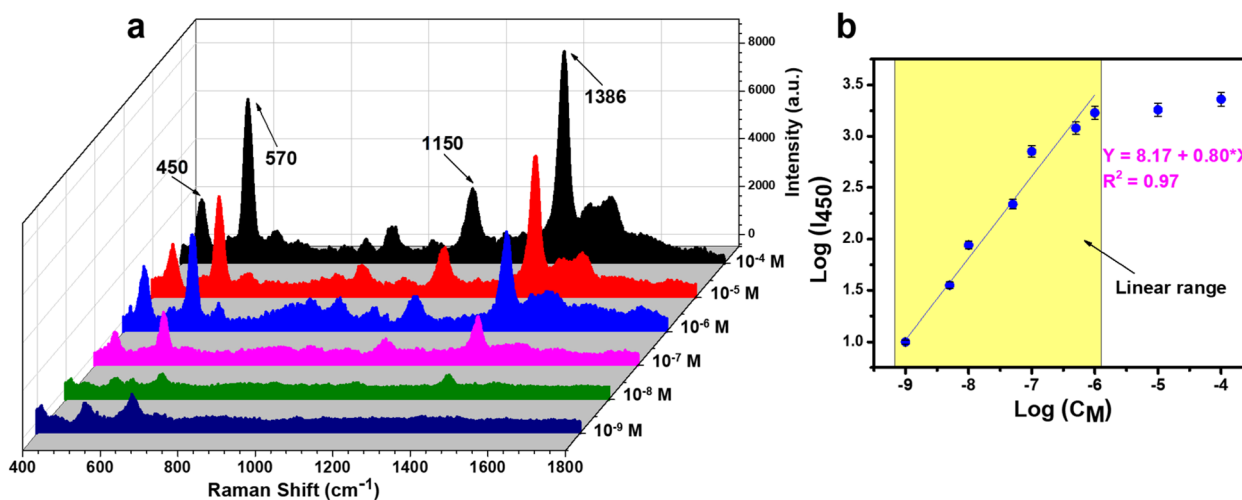 a
8000
6000
4000
2000
0
Intensity (a.u.)
450
570
1150
1386
10-4 M
10-5 M
10-6 M
10-7 M
10-8 M
10-9 M
400 600 800 1000 1200 1400 1600 1800
Raman Shift (cm-1)
b
3.5
3.0
2.5
2.0
1.5
1.0
Log (I450)
Y = 8.17 + 0.80*X
R2 = 0.97
Linear range
-9 -8 -7 -6 -5 -4
Log (CM)